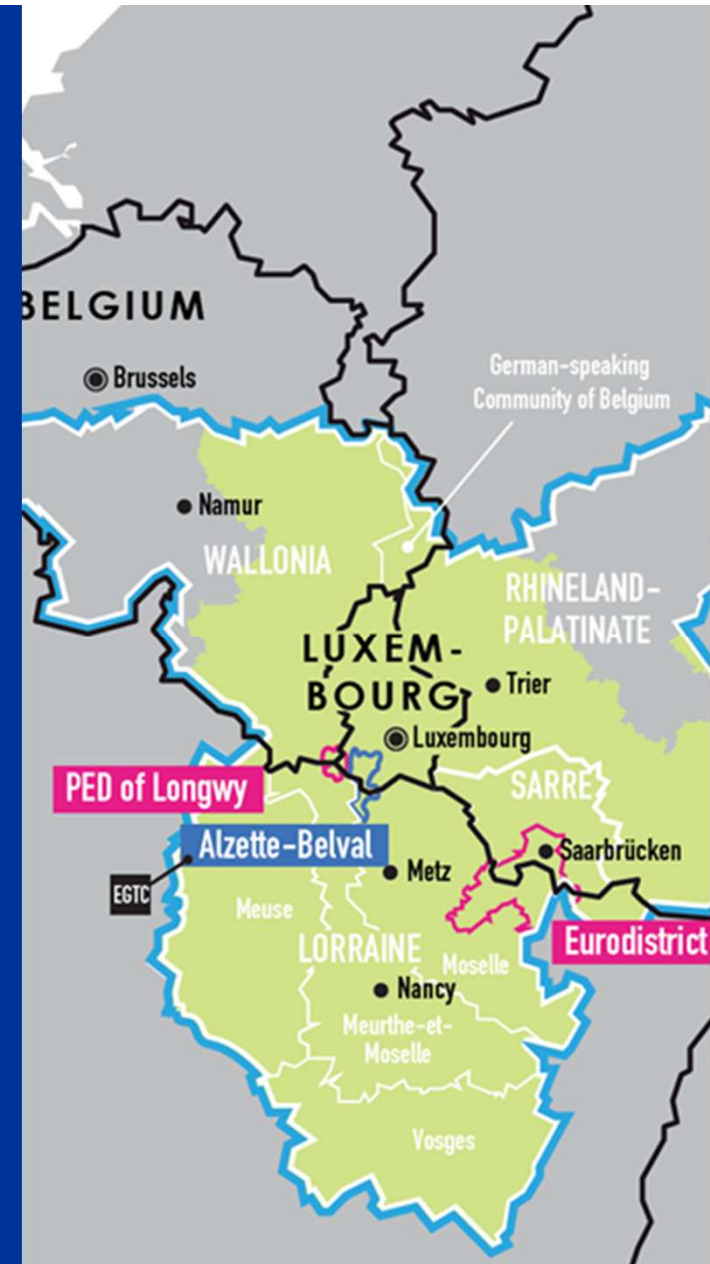 BELGIUM
Brussels
German-speaking
Community of Belgium
Namur
WALLONIA
RHINELAND-
PALATINATE
LUXEM-
BOURG
Trier
Luxembourg
PED of Longwy
SARRE
Alzette-Belval
Saarbrücken
Metz
EGTC
Meuse
Eurodistrict
LORRAINE
Moselle
Nancy
Meurthe-et-
Moselle
Vosges